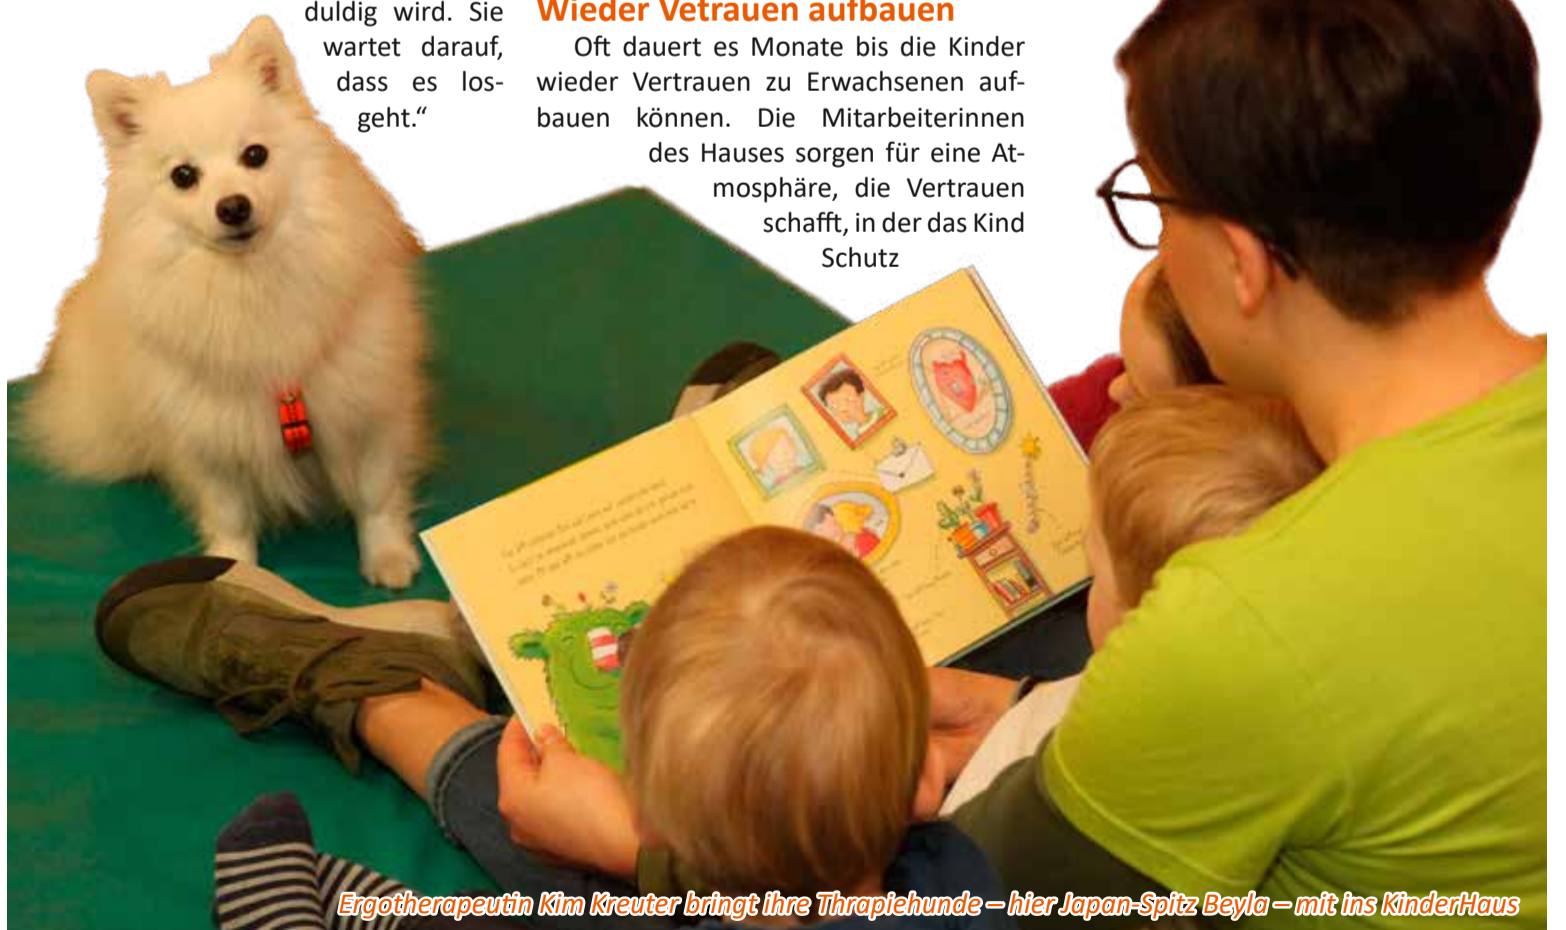 duldig wird. Sie
wartet darauf,
dass es los-
geht.“
Wieder Vetrauen aufbauen
Oft dauert es Monate bis die Kinder
wieder Vertrauen zu Erwachsenen auf-
bauen können. Die Mitarbeiterinnen
des Hauses sorgen für eine At-
mosphäre, die Vertrauen
schafft, in der das Kind
Schutz
Ergotherapeutin Kim Kreuter bringt ihre Thrapiehunde – hier Japan-Spitz Beyla – mit ins KinderHaus